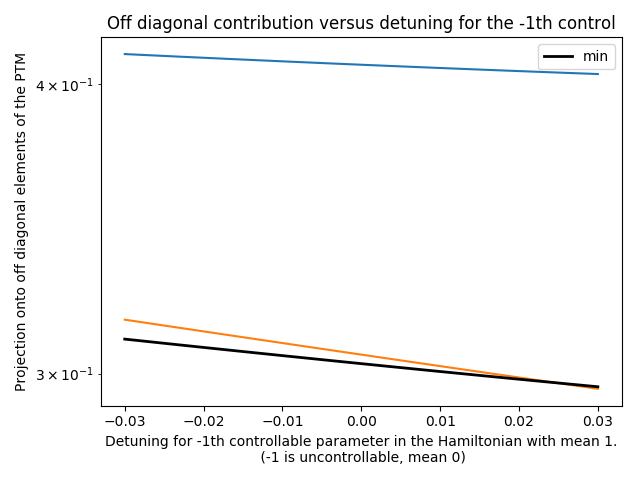 Off diagonal contribution versus detuning for the -1th control
min
Projection onto off diagonal elements of the PTM
4 × 10⁻¹
3 × 10⁻¹
−0.03 −0.02 −0.01 0.00 0.01 0.02 0.03
Detuning for -1th controllable parameter in the Hamiltonian with mean 1.
(-1 is uncontrollable, mean 0)